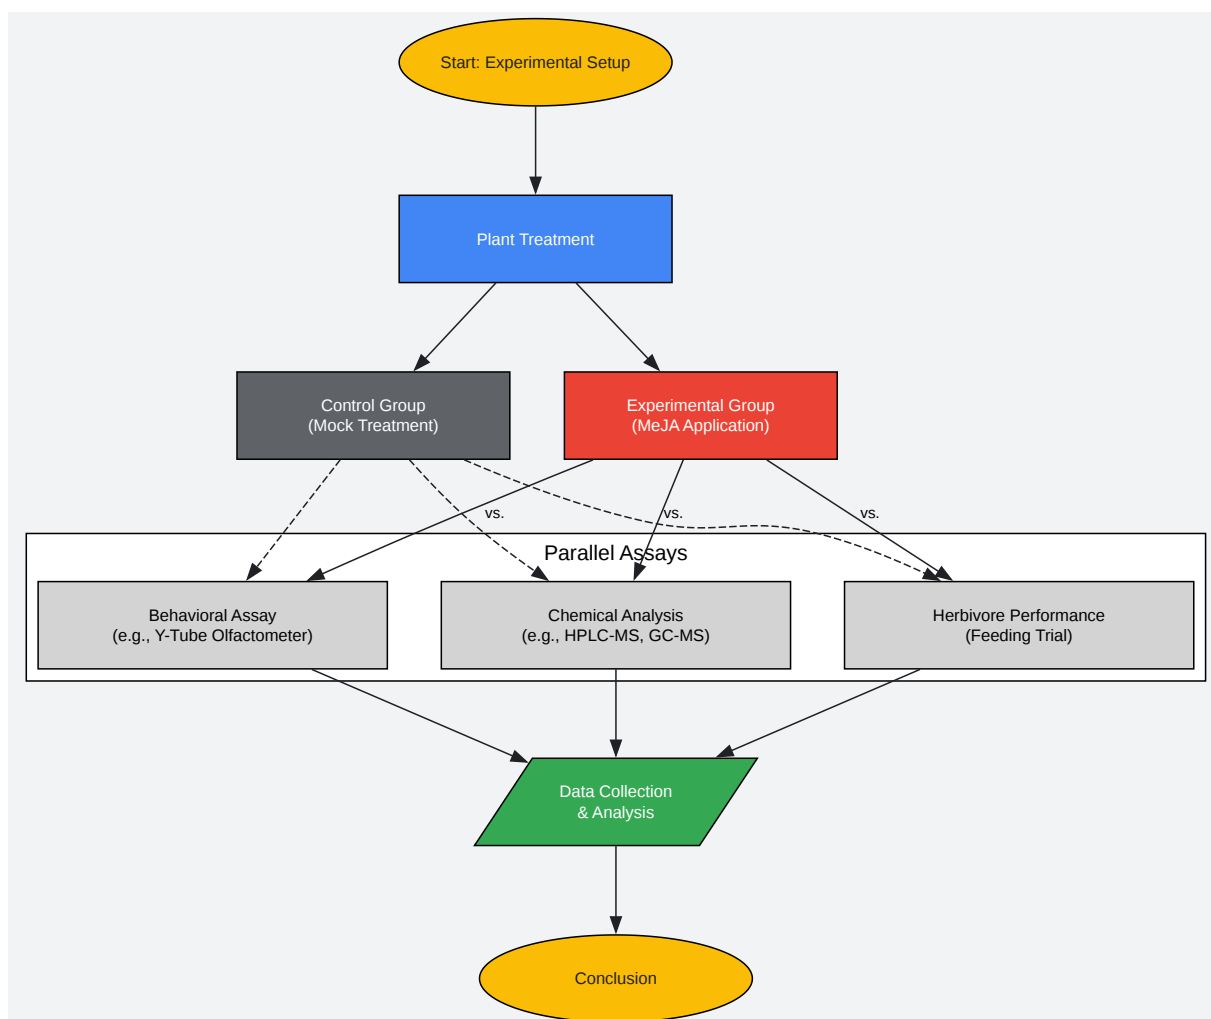 Start: Experimental Setup
Plant Treatment
Control Group
(Mock Treatment)
Experimental Group
(MeJA Application)
vs.
vs.
vs.
Parallel Assays
Behavioral Assay
(e.g., Y-Tube Olfactometer)
Chemical Analysis
(e.g., HPLC-MS, GC-MS)
Herbivore Performance
(Feeding Trial)
Data Collection
& Analysis
Conclusion